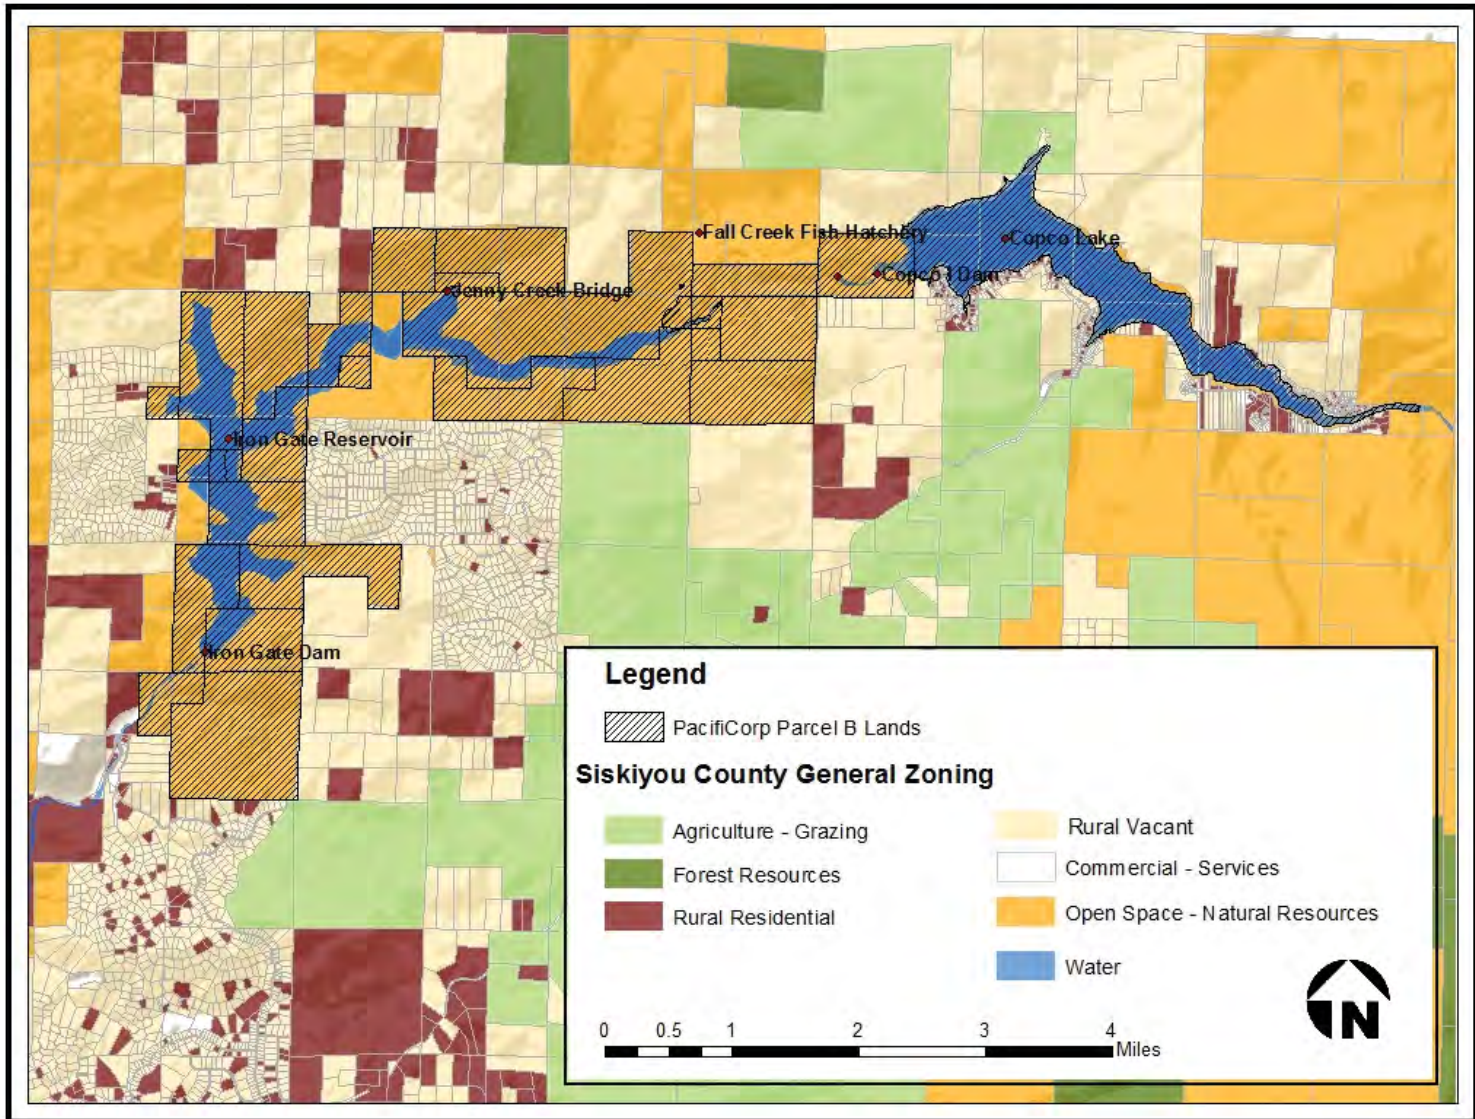 Fall Creek Fish Hatchery
Copco Lake
Copco I Dam
Jenny Creek Bridge
Iron Gate Reservoir
Iron Gate Dam
Legend
PacifiCorp Parcel B Lands
Siskiyou County General Zoning
Agriculture - Grazing
Forest Resources
Rural Residential
Rural Vacant
Commercial - Services
Open Space - Natural Resources
Water
0 0.5 1 2 3 4
Miles
N